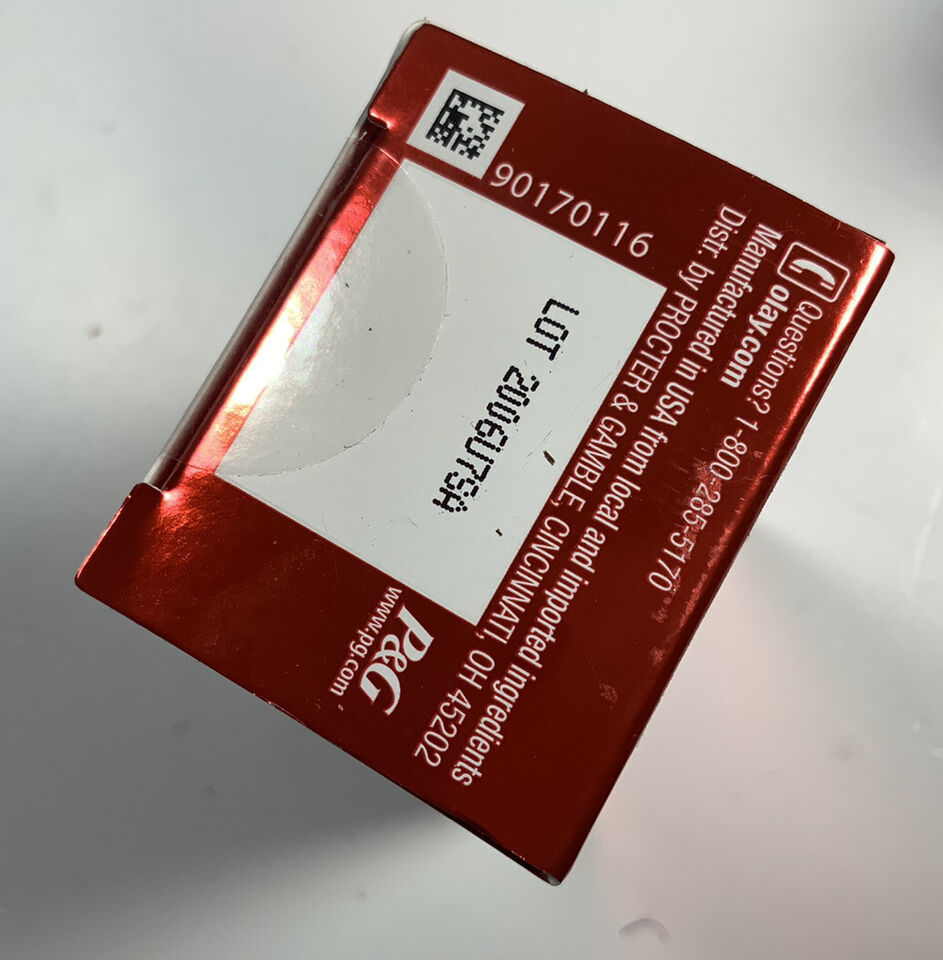 Questions? 1-800-285-5170
olay.com
Manufactured in USA from local and imported ingredients
Distr. by PROCTER & GAMBLE, CINCINNATI, OH 45202
90170116
LOT 2006U75A
P&G
www.pg.com